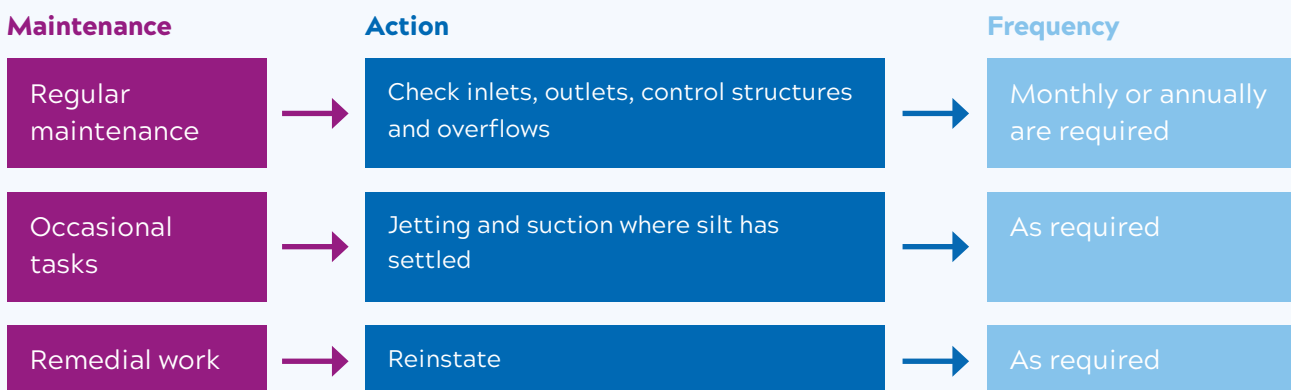 Maintenance
Action
Frequency
Regular
maintenance
Check inlets, outlets, control structures
and overflows
Monthly or annually
are required
Occasional
tasks
Jetting and suction where silt has
settled
As required
Remedial work
Reinstate
As required